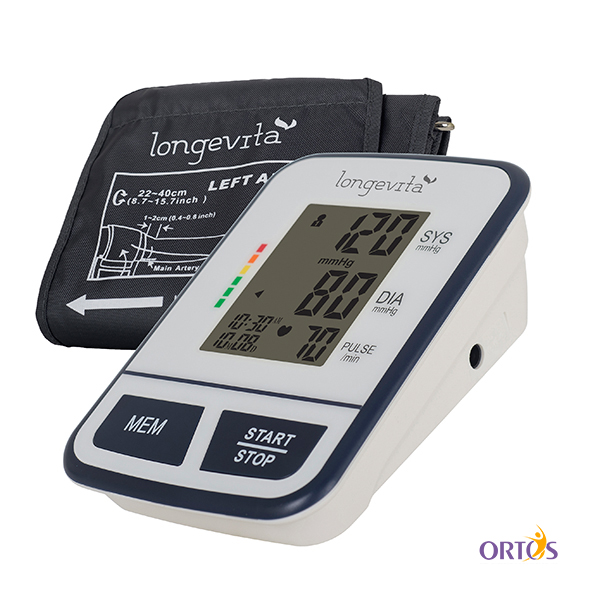 longevita
LEFT A
22~40cm
(8.7~15.7inch)
1~2cm (0.4~0.8 inch)
Main Artery
longevita
120 SYS
mmHg mmHg
80 DIA
mmHg
10:30
10/08
70 PULSE
/min
MEM
START
STOP
ORTOS